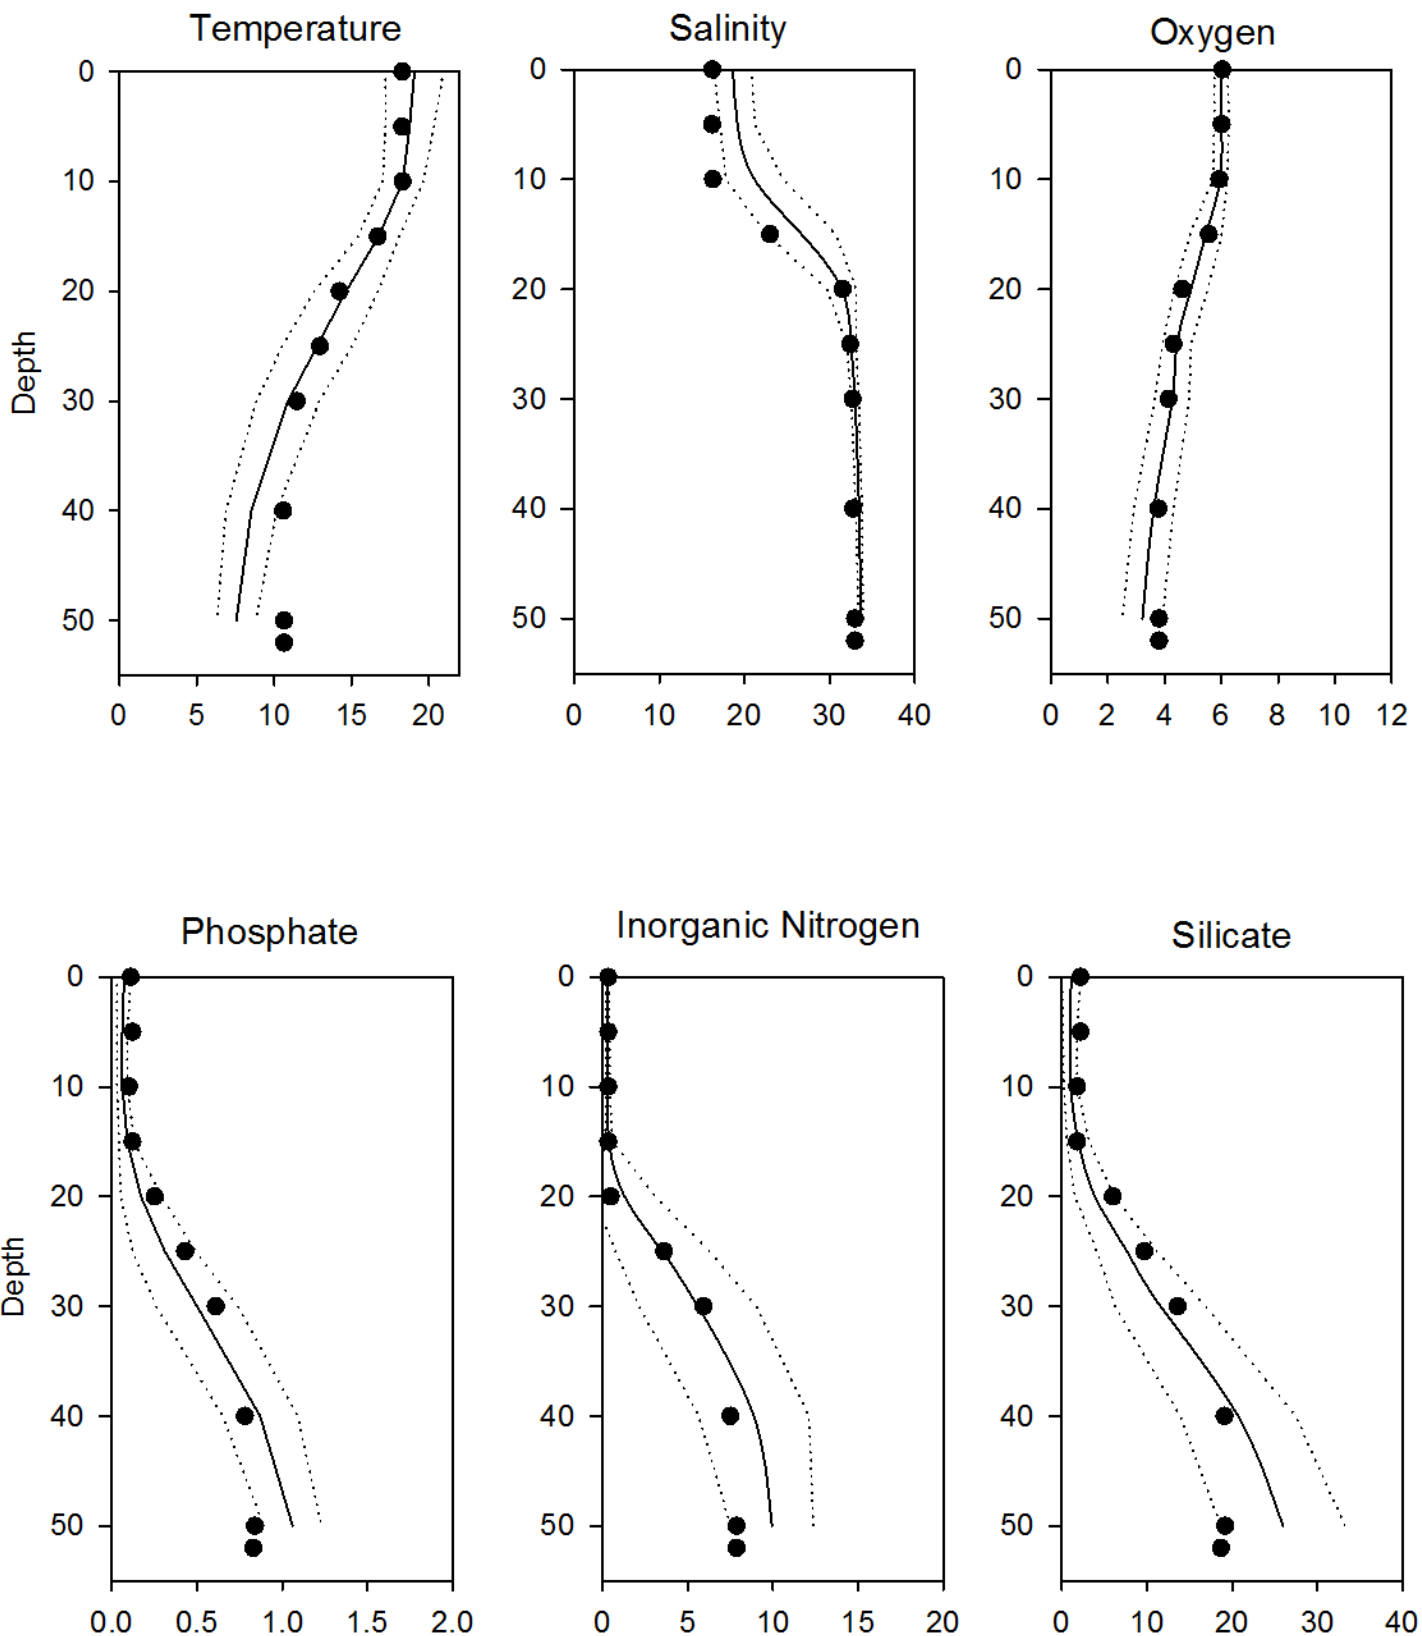 Temperature Salinity Oxygen
0 0 0
10 10 10
20 20 20
30 30 30
40 40 40
50 50 50
Depth
0 5 10 15 20 0 10 20 30 40 0 2 4 6 8 10 12
Phosphate Inorganic Nitrogen Silicate
0 0 0
10 10 10
20 20 20
30 30 30
40 40 40
50 50 50
Depth
0.0 0.5 1.0 1.5 2.0 0 5 10 15 20 0 10 20 30 40